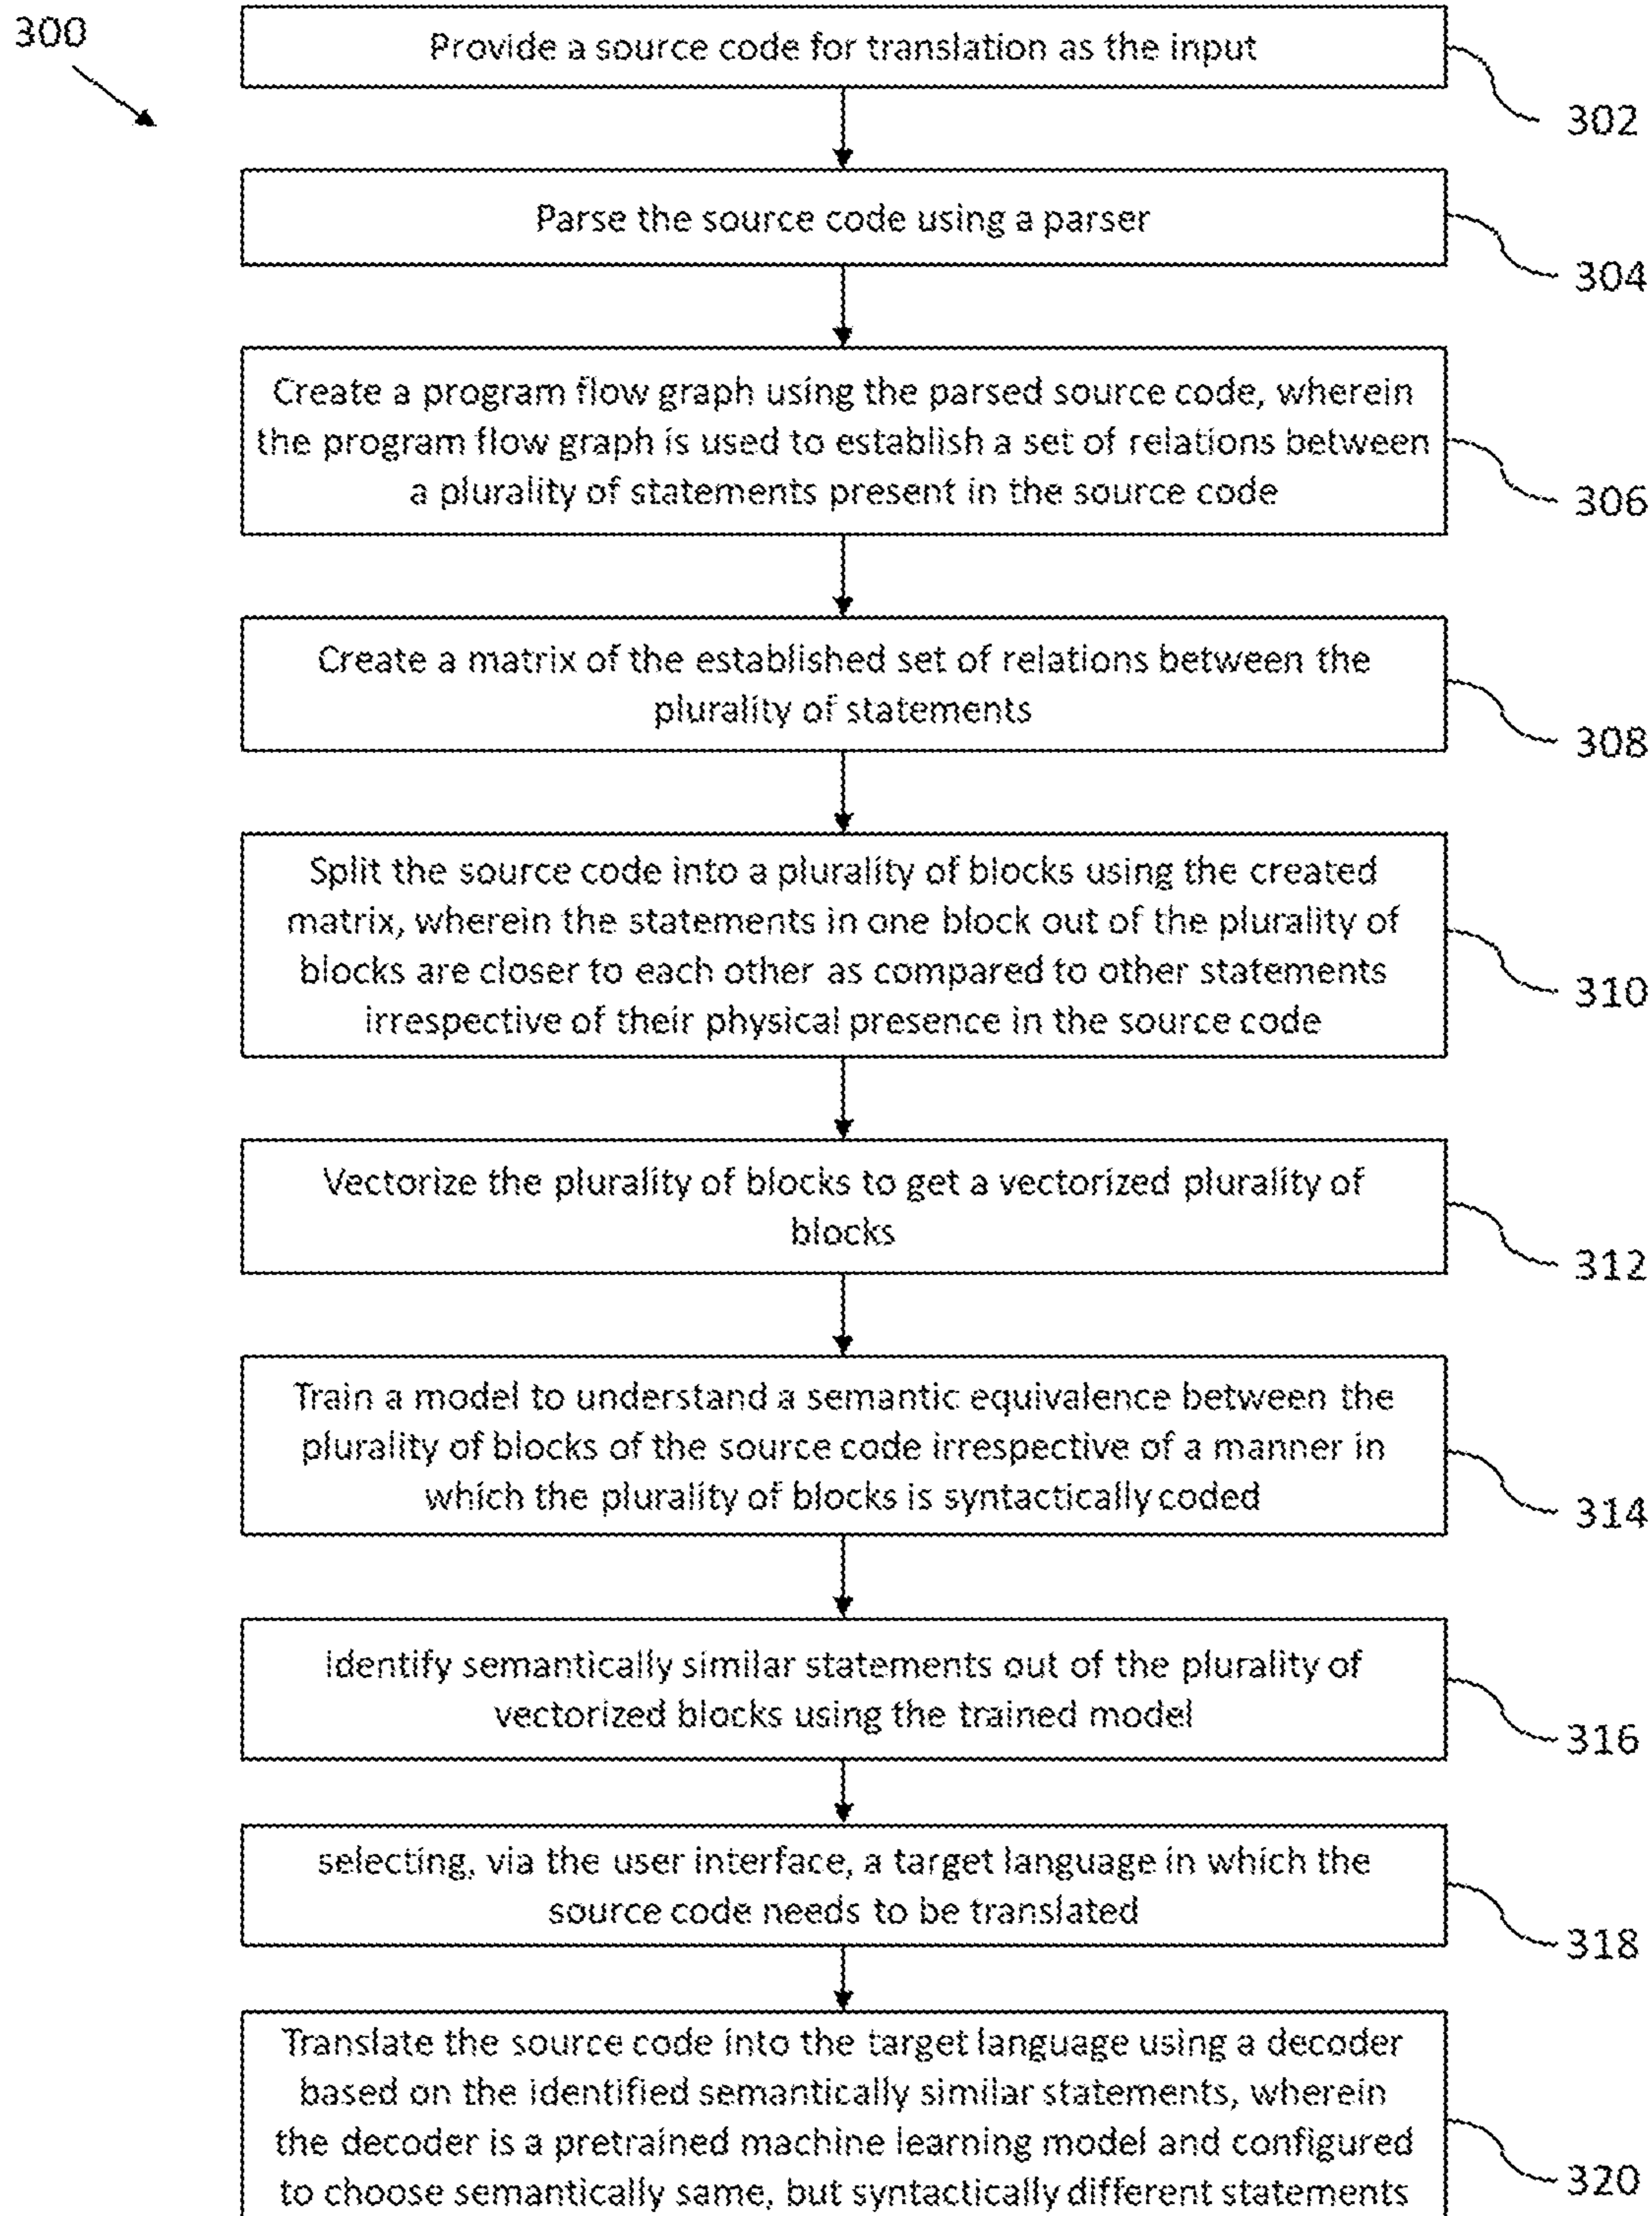 300
Provide a source code for translation as the input
302
Parse the source code using a parser
304
Create a program flow graph using the parsed source code, wherein
the program flow graph is used to establish a set of relations between
a plurality of statements present in the source code
306
Create a matrix of the established set of relations between the
plurality of statements
308
Split the source code into a plurality of blocks using the created
matrix, wherein the statements in one block out of the plurality of
blocks are closer to each other as compared to other statements
irrespective of their physical presence in the source code
310
Vectorize the plurality of blocks to get a vectorized plurality of
blocks
312
Train a model to understand a semantic equivalence between the
plurality of blocks of the source code irrespective of a manner in
which the plurality of blocks is syntactically coded
314
Identify semantically similar statements out of the plurality of
vectorized blocks using the trained model
316
selecting, via the user interface, a target language in which the
source code needs to be translated
318
Translate the source code into the target language using a decoder
based on the identified semantically similar statements, wherein
the decoder is a pretrained machine learning model and configured
to choose semantically same, but syntactically different statements
320